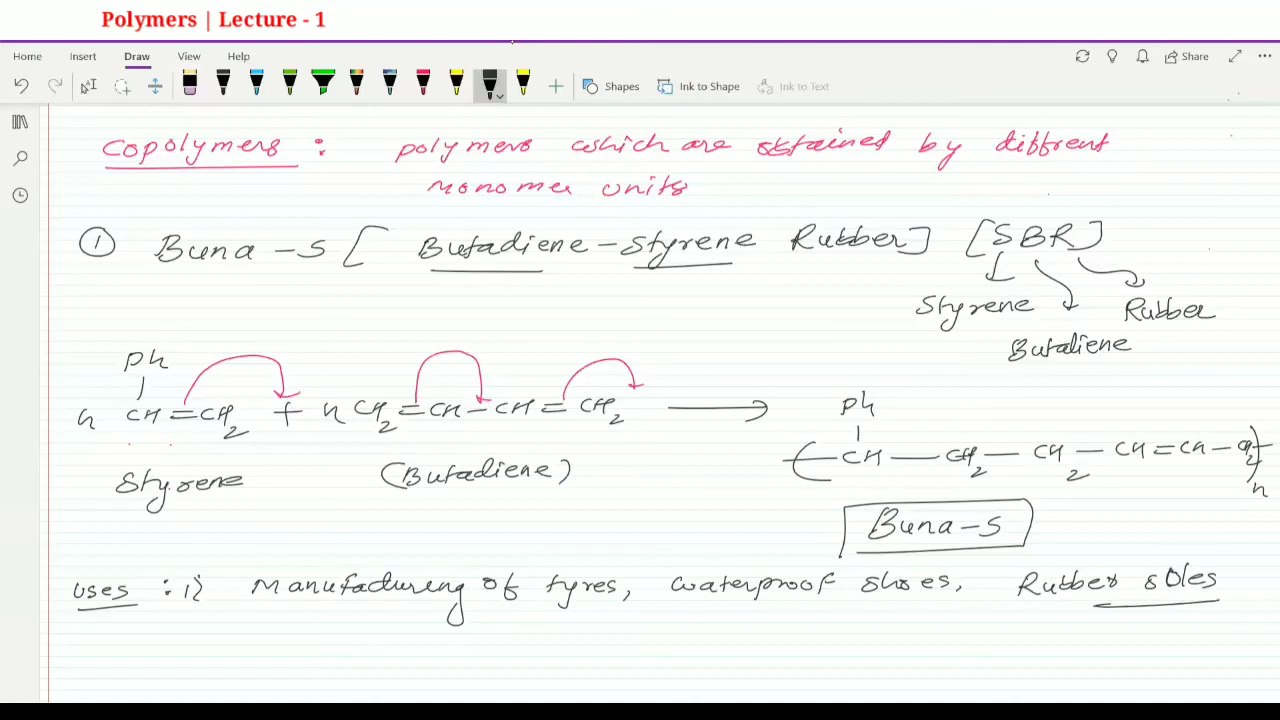 Polymers | Lecture - 1
Home Insert Draw View Help
Share
Shapes Ink to Shape Ink to Text
Copolymers : polymers which are obtained by different
monomer units
① Buna-S [ Butadiene-Styrene Rubber] [SBR]
Styrene Rubber
Butadiene
Ph
n CH=CH2 + n CH2=CH-CH=CH2 ⟶
Styrene (Butadiene)
Ph
( CH — CH2 — CH2 — CH=CH-CH2 )n
Buna-S
Uses : i) Manufacturing of tyres, waterproof shoes, Rubber soles